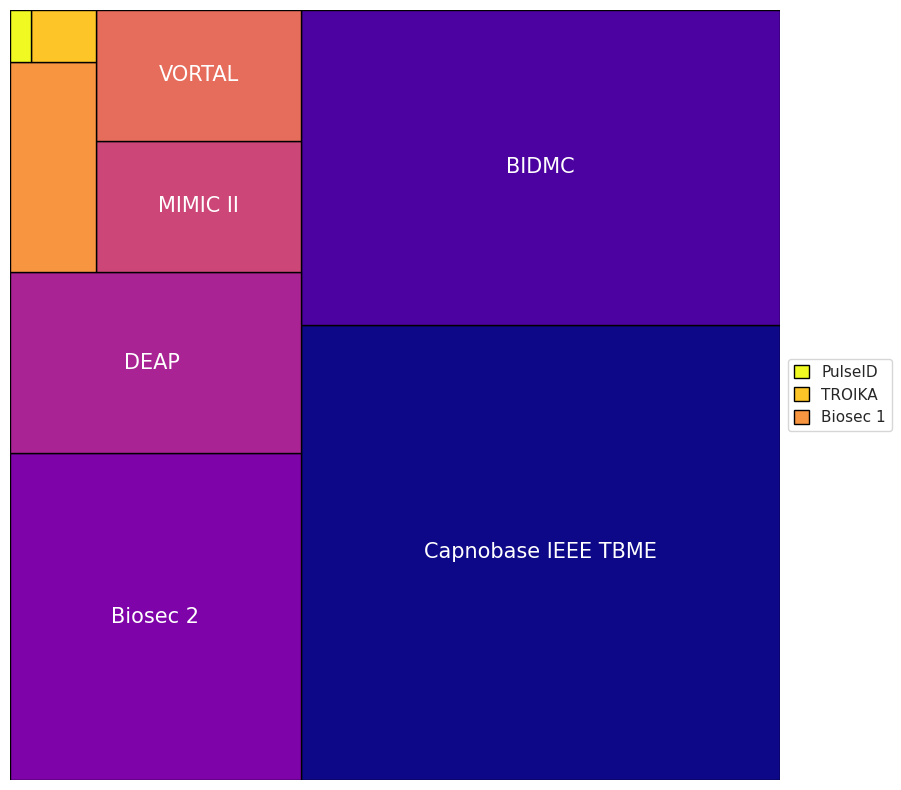 VORTAL
BIDMC
MIMIC II
DEAP
PulseID
TROIKA
Biosec 1
Capnobase IEEE TBME
Biosec 2